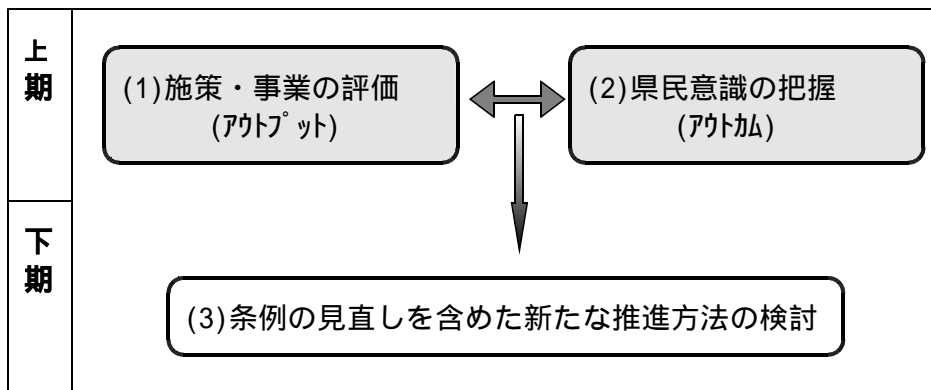 上期
(1)施策・事業の評価
(ｱｳﾄﾌﾟｯﾄ)
(2)県民意識の把握
(ｱｳﾄｶﾑ)
下期
(3)条例の見直しを含めた新たな推進方法の検討